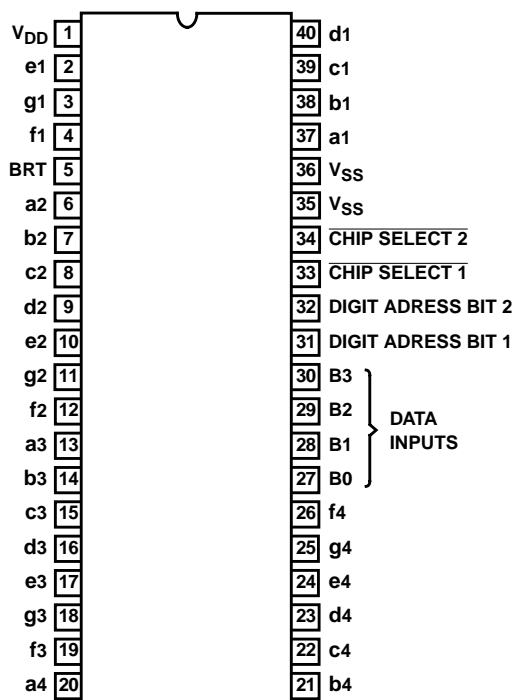 VDD 1
e1 2
g1 3
f1 4
BRT 5
a2 6
b2 7
c2 8
d2 9
e2 10
g2 11
f2 12
a3 13
b3 14
c3 15
d3 16
e3 17
g3 18
f3 19
a4 20
40 d1
39 c1
38 b1
37 a1
36 VSS
35 VSS
34 CHIP SELECT 2
33 CHIP SELECT 1
32 DIGIT ADRESS BIT 2
31 DIGIT ADRESS BIT 1
30 B3
29 B2
28 B1
27 B0
DATA
INPUTS
26 f4
25 g4
24 e4
23 d4
22 c4
21 b4